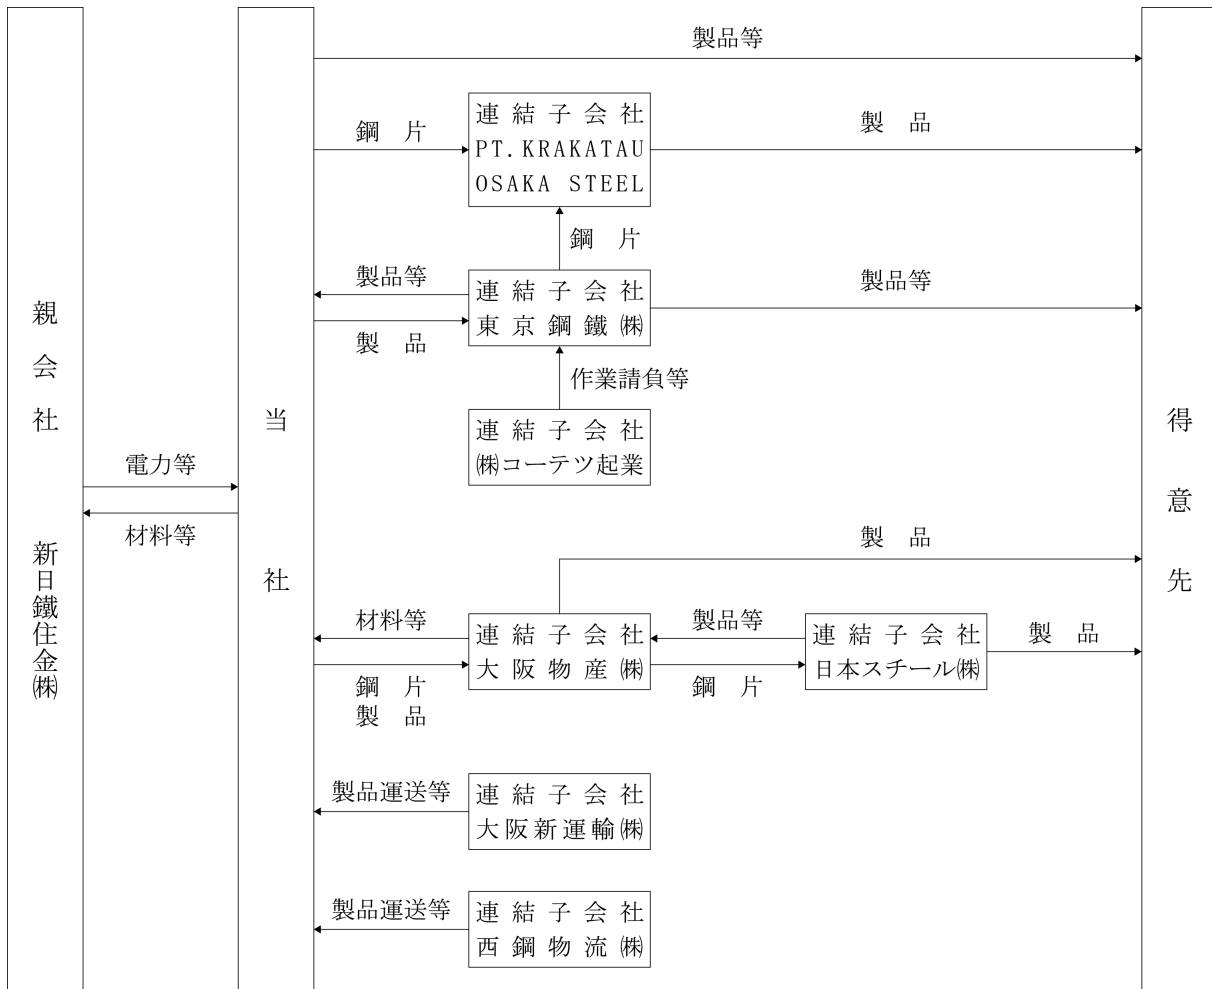 製品等
連結子会社
PT.KRAKATAU
OSAKA STEEL
鋼　片
製　品
鋼　片
製品等
連結子会社
東京鋼鐵㈱
製品等
製　品
作業請負等
連結子会社
㈱コーテツ起業
親会社
新日鐵住金㈱
電力等
材料等
当社
得意先
製　品
材料等
連結子会社
大阪物産㈱
製品等
連結子会社
日本スチール㈱
製　品
鋼　片
製　品
鋼　片
製品運送等
連結子会社
大阪新運輸㈱
製品運送等
連結子会社
西鋼物流㈱